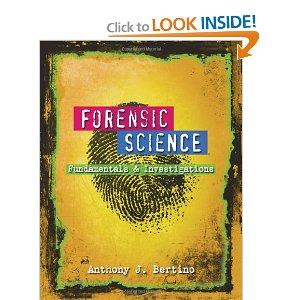 Click to LOOK INSIDE!
FORENSIC
SCIENCE
Fundamentals & Investigations
Anthony J. Bertino